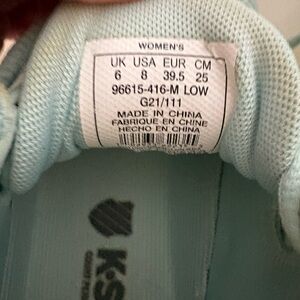 WOMEN'S
UK USA EUR CM
6 8 39.5 25
96615-416-M LOW
G21/111
MADE IN CHINA
FABRIQUE EN CHINE
HECHO EN CHINA
K•S